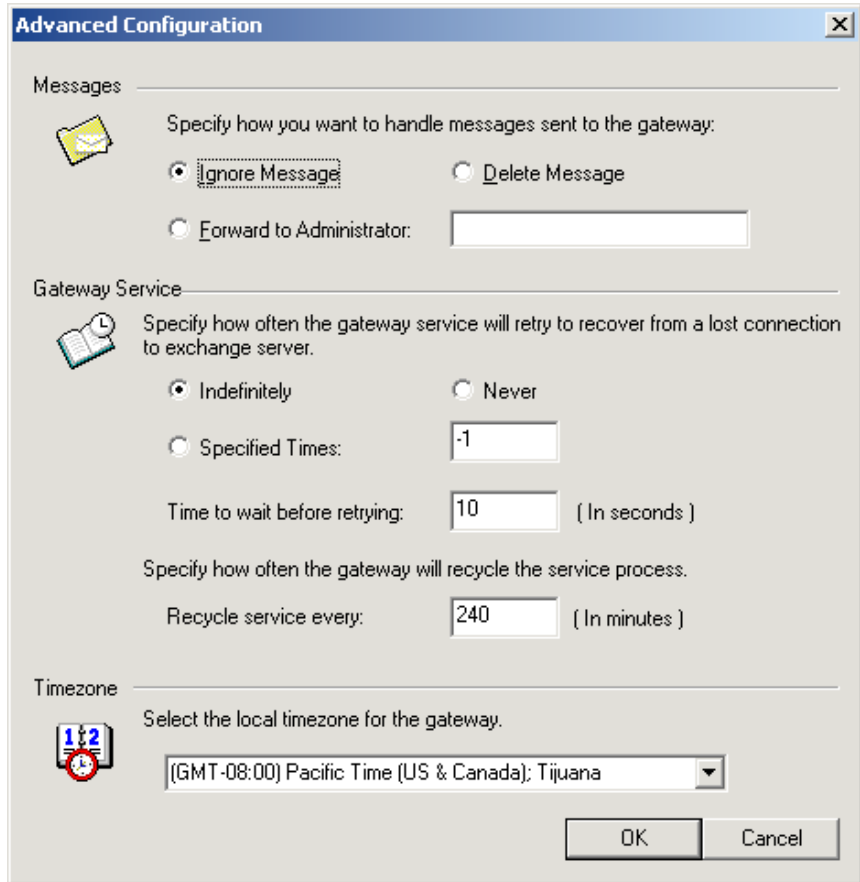 Advanced Configuration
Messages
Specify how you want to handle messages sent to the gateway:
Ignore Message
Delete Message
Forward to Administrator:
Gateway Service
Specify how often the gateway service will retry to recover from a lost connection
to exchange server.
Indefinitely
Never
Specified Times:
-1
Time to wait before retrying:
10
( In seconds )
Specify how often the gateway will recycle the service process.
Recycle service every:
240
( In minutes )
Timezone
1 2
Select the local timezone for the gateway.
(GMT-08:00) Pacific Time (US & Canada); Tijuana
OK
Cancel